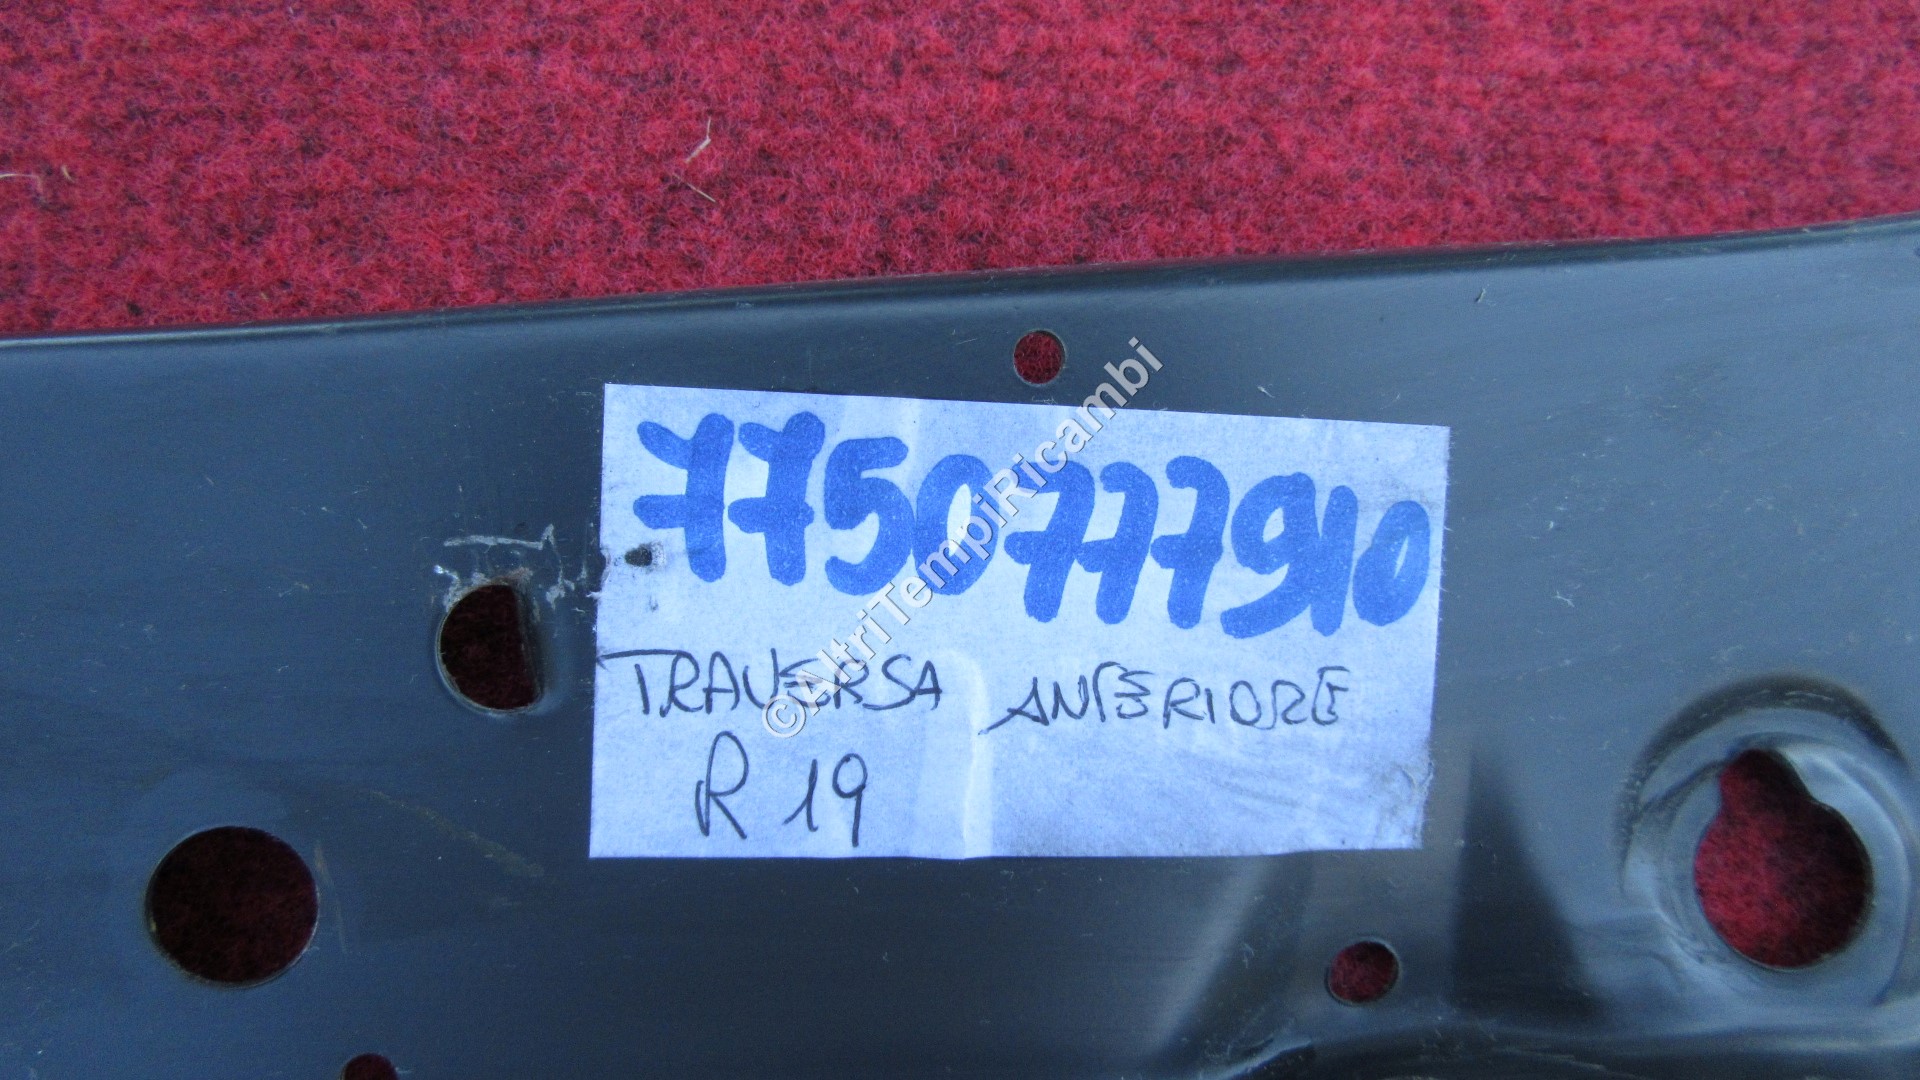 7750777910
TRAVERSA ANTERIORE
R 19
©AltriTempiRicambi